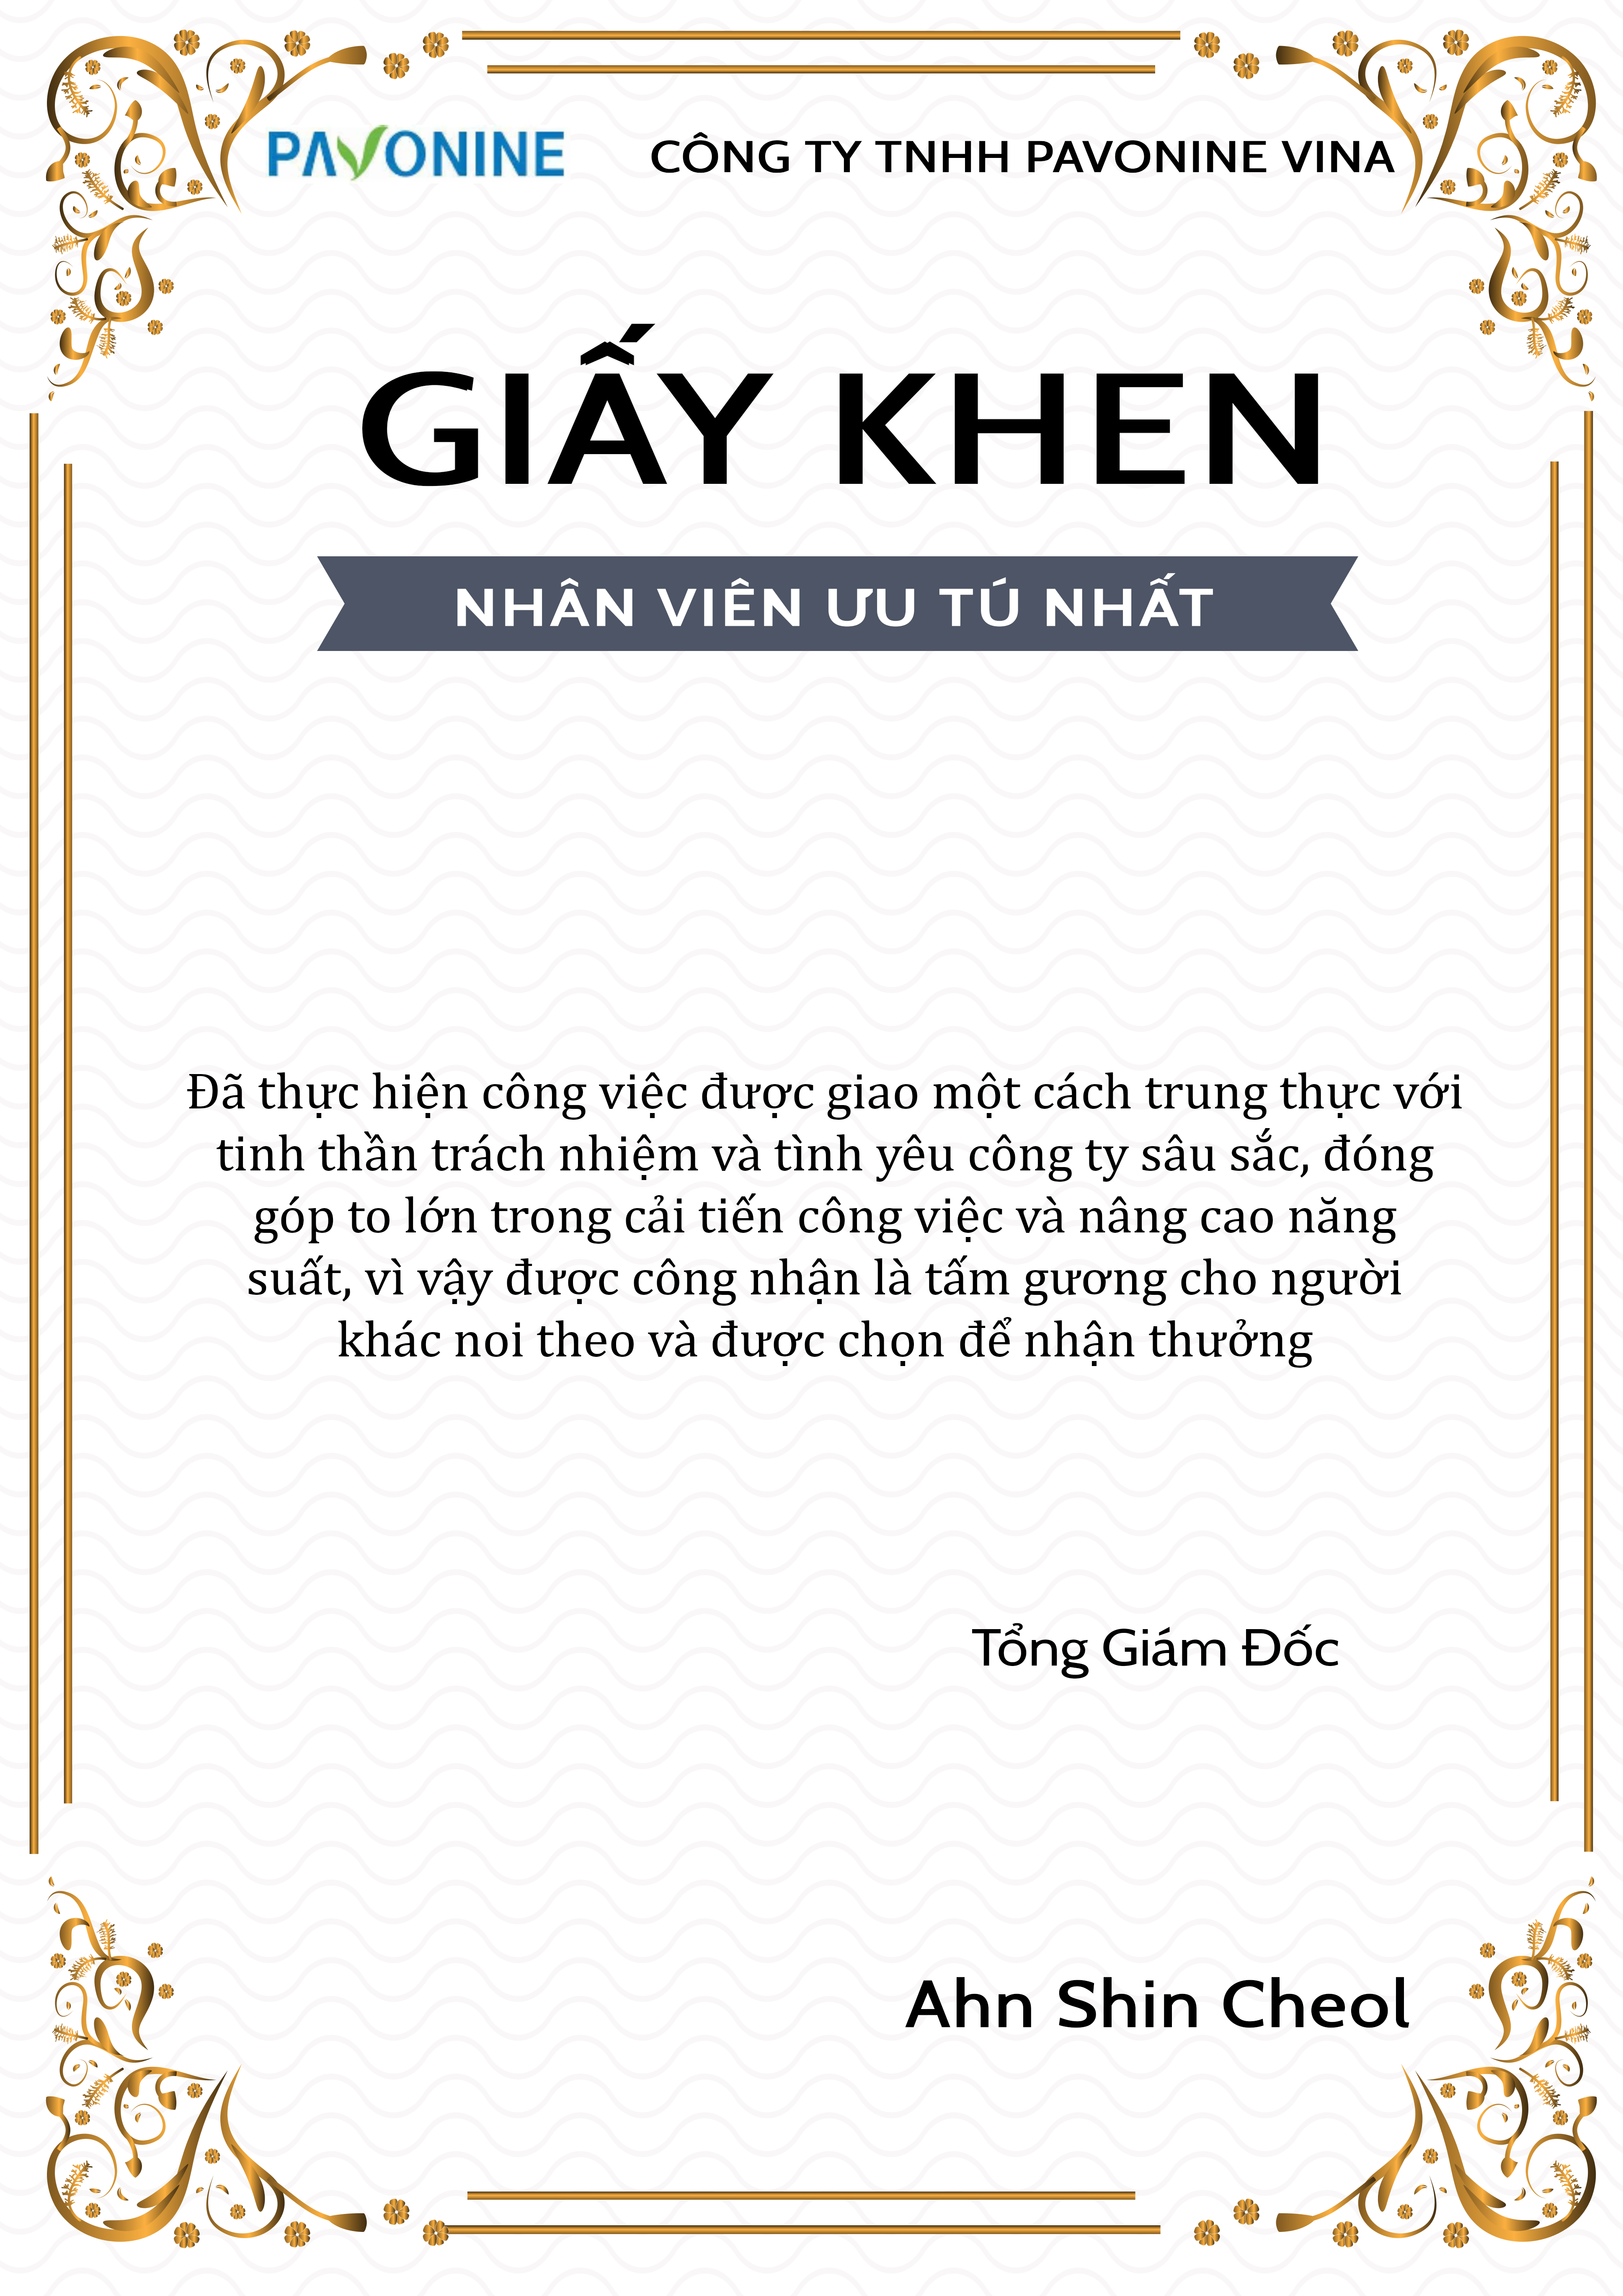 PAVONINE CÔNG TY TNHH PAVONINE VINA
GIẤY KHEN
NHÂN VIÊN ƯU TÚ NHẤT
Đã thực hiện công việc được giao một cách trung thực với
tinh thần trách nhiệm và tình yêu công ty sâu sắc, đóng
góp to lớn trong cải tiến công việc và nâng cao năng
suất, vì vậy được công nhận là tấm gương cho người
khác noi theo và được chọn để nhận thưởng
Tổng Giám Đốc
Ahn Shin Cheol